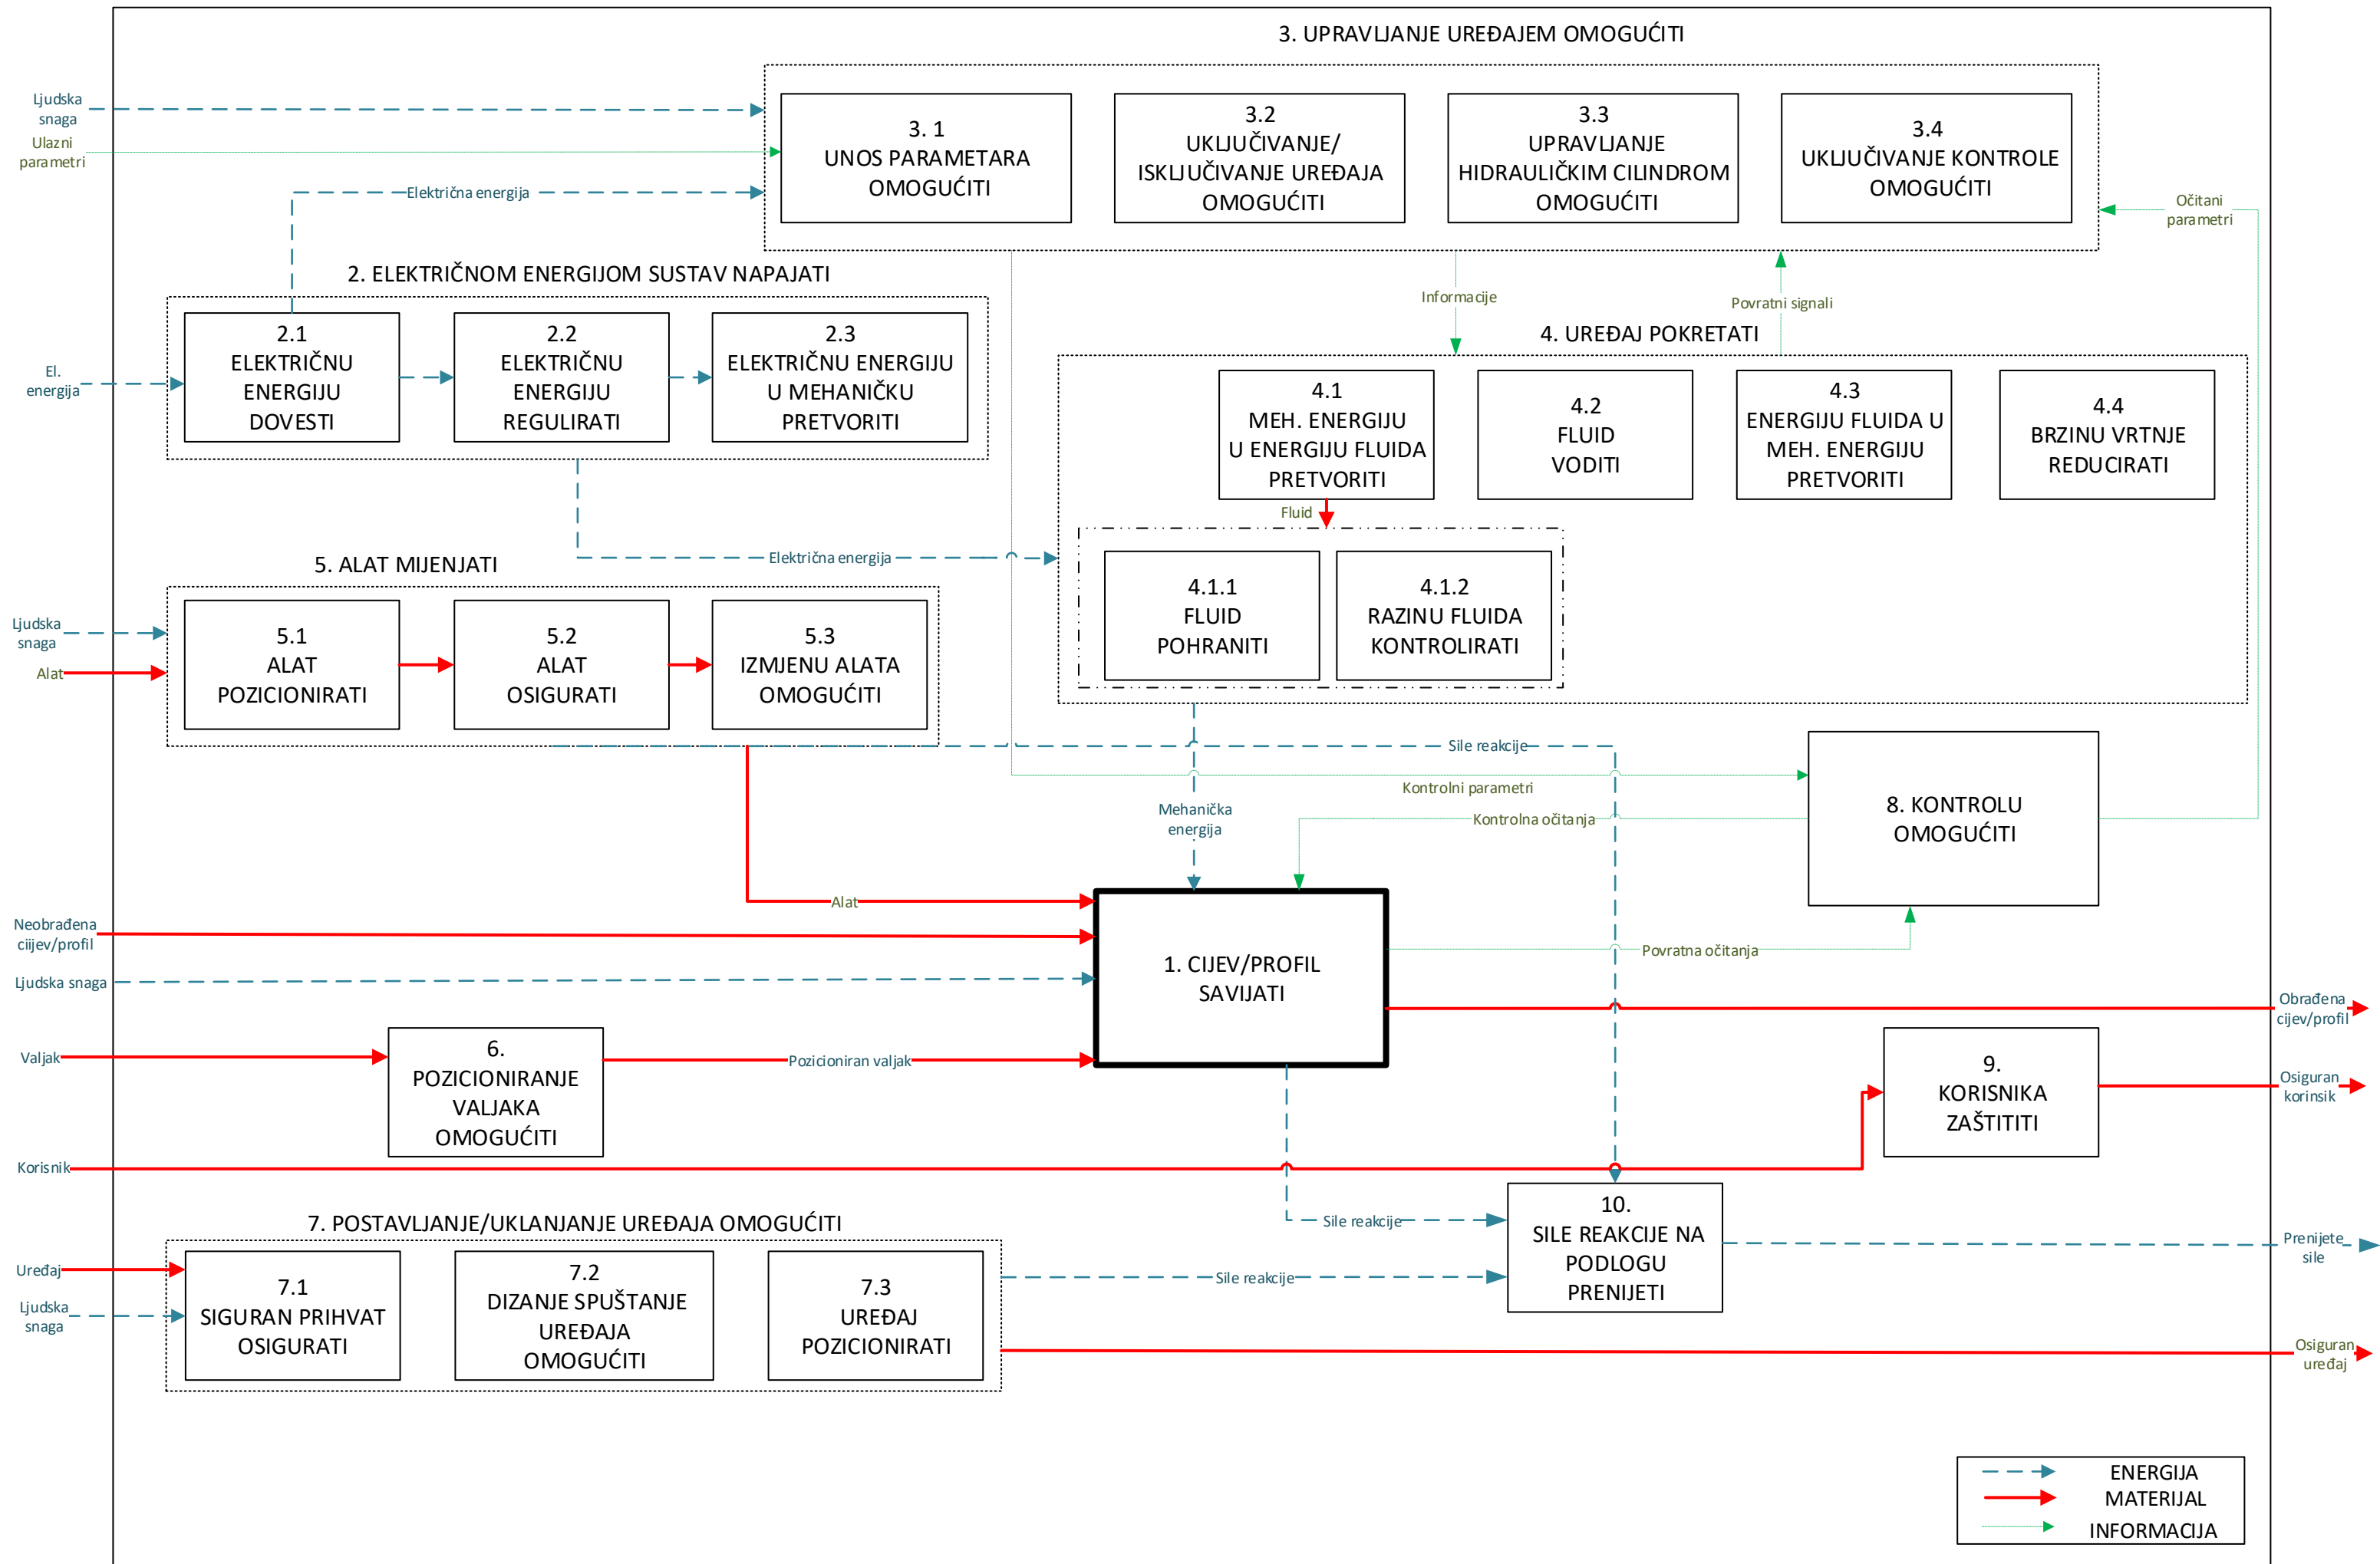 3. UPRAVLJANJE UREĐAJEM OMOGUĆITI
Ljudska
snaga
Ulazni
parametri
3. 1
UNOS PARAMETARA
OMOGUĆITI
3.2
UKLJUČIVANJE/
ISKLJUČIVANJE UREĐAJA
OMOGUĆITI
3.3
UPRAVLJANJE
HIDRAULIČKIM CILINDROM
OMOGUĆITI
3.4
UKLJUČIVANJE KONTROLE
OMOGUĆITI
Električna energija
Očitani
parametri
2. ELEKTRIČNOM ENERGIJOM SUSTAV NAPAJATI
Informacije
Povratni signali
El.
energija
2.1
ELEKTRIČNU
ENERGIJU
DOVESTI
2.2
ELEKTRIČNU
ENERGIJU
REGULIRATI
2.3
ELEKTRIČNU ENERGIJU
U MEHANIČKU
PRETVORITI
4. UREĐAJ POKRETATI
4.1
MEH. ENERGIJU
U ENERGIJU FLUIDA
PRETVORITI
4.2
FLUID
VODITI
4.3
ENERGIJU FLUIDA U
MEH. ENERGIJU
PRETVORITI
4.4
BRZINU VRTNJE
REDUCIRATI
Fluid
Električna energija
4.1.1
FLUID
POHRANITI
4.1.2
RAZINU FLUIDA
KONTROLIRATI
5. ALAT MIJENJATI
Ljudska
snaga
Alat
5.1
ALAT
POZICIONIRATI
5.2
ALAT
OSIGURATI
5.3
IZMJENU ALATA
OMOGUĆITI
Sile reakcije
Kontrolni parametri
Mehanička
energija
Kontrolna očitanja
8. KONTROLU
OMOGUĆITI
Alat
Neobrađena
ciijev/profil
Ljudska snaga
1. CIJEV/PROFIL
SAVIJATI
Povratna očitanja
Obrađena
cijev/profil
Valjak
6.
POZICIONIRANJE
VALJAKA
OMOGUĆITI
Pozicioniran valjak
9.
KORISNIKA
ZAŠTITITI
Osiguran
korinsik
Korisnik
7. POSTAVLJANJE/UKLANJANJE UREĐAJA OMOGUĆITI
Sile reakcije
10.
SILE REAKCIJE NA
PODLOGU
PRENIJETI
Prenijete
sile
Uređaj
Ljudska
snaga
7.1
SIGURAN PRIHVAT
OSIGURATI
7.2
DIZANJE SPUŠTANJE
UREĐAJA
OMOGUĆITI
7.3
UREĐAJ
POZICIONIRATI
Sile reakcije
Osiguran
uređaj
ENERGIJA
MATERIJAL
INFORMACIJA